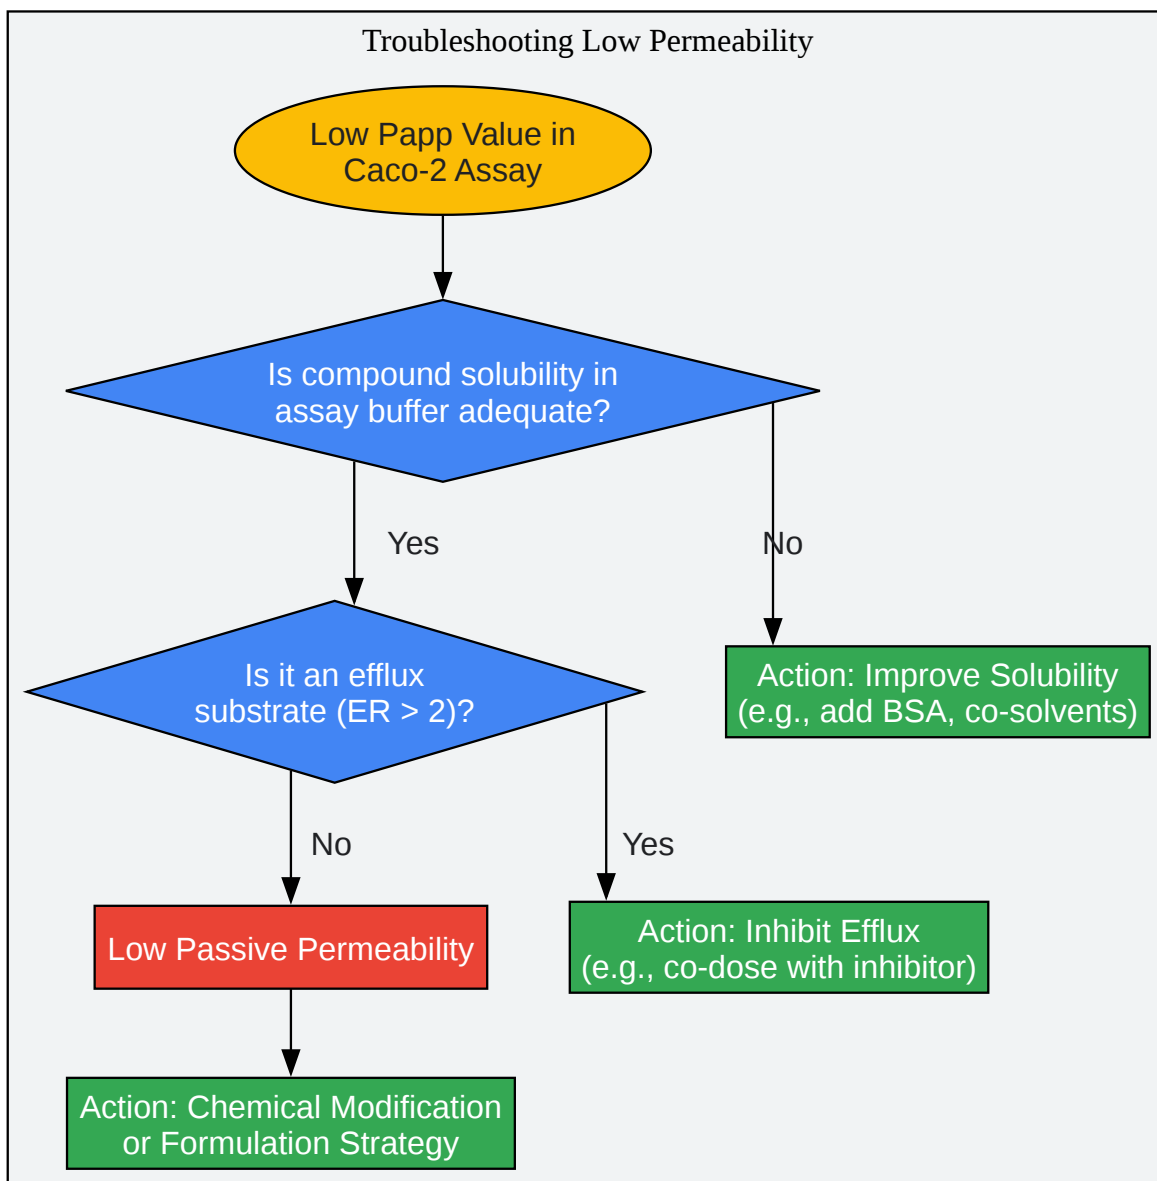 Troubleshooting Low Permeability
Low Papp Value in
Caco-2 Assay
Is compound solubility in
assay buffer adequate?
Yes
No
Is it an efflux
substrate (ER > 2)?
Action: Improve Solubility
(e.g., add BSA, co-solvents)
No
Yes
Low Passive Permeability
Action: Inhibit Efflux
(e.g., co-dose with inhibitor)
Action: Chemical Modification
or Formulation Strategy